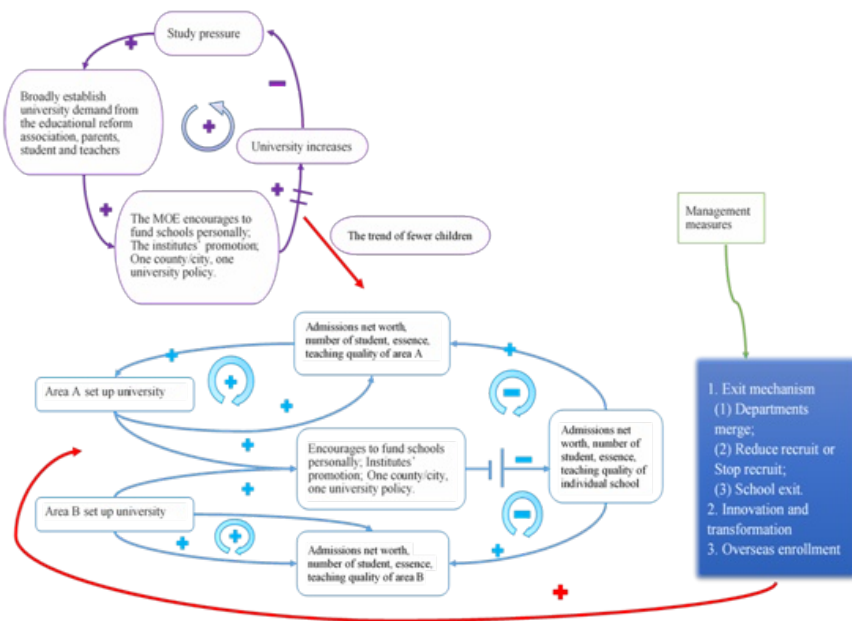 Study pressure
+
−
Broadly establish
university demand from
the educational reform
association, parents,
student and teachers
+
University increases
+
+
The MOE encourages to
fund schools personally;
The institutes' promotion;
One county/city, one
university policy.
The trend of fewer children
Management
measures
Admissions net worth,
number of student, essence,
teaching quality of area A
+
+
+
−
Area A set up university
+
+
Encourages to fund schools
personally; Institutes'
promotion; One county/city,
one university policy.
−
Admissions net
worth, number of
student, essence,
teaching quality of
individual school
+
−
Area B set up university
+
+
+
Admissions net worth,
number of student, essence,
teaching quality of area B
1. Exit mechanism
(1) Departments
merge;
(2) Reduce recruit or
Stop recruit;
(3) School exit.
2. Innovation and
transformation
3. Overseas enrollment
+